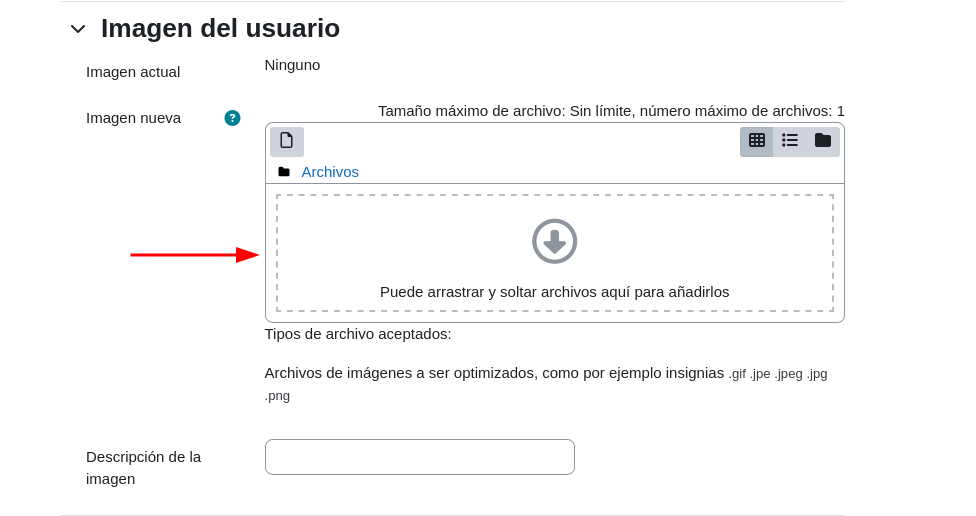 Imagen del usuario
Imagen actual
Ninguno
Imagen nueva
?
Tamaño máximo de archivo: Sin límite, número máximo de archivos: 1
Archivos
Puede arrastrar y soltar archivos aquí para añadirlos
Tipos de archivo aceptados:
Archivos de imágenes a ser optimizados, como por ejemplo insignias .gif .jpe .jpeg .jpg
.png
Descripción de la
imagen